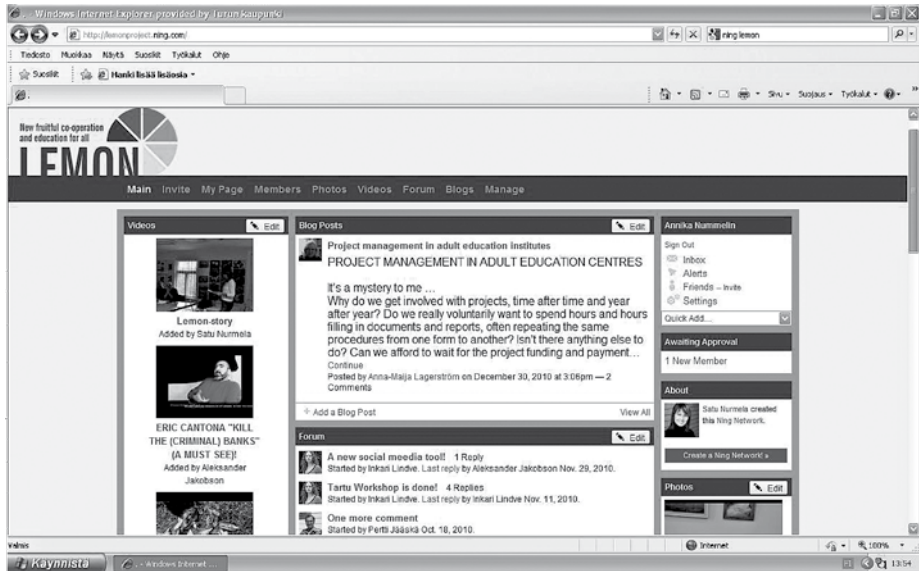 . - Windows Internet Explorer provided by Turun kaupunki
http://lemonproject.ning.com/
ning lemon
Tiedosto Muokkaa Näytä Suosikit Työkalut Ohje
Suosikit Hanki lisää lisäosia
.
Sivu Suojaus Työkalut
New fruitful co-operation
and education for all
LEMON
Main Invite My Page Members Photos Videos Forum Blogs Manage
Videos Edit
Lemon-story
Added by Satu Nurmela
ERIC CANTONA "KILL
THE (CRIMINAL) BANKS"
(A MUST SEE)!
Added by Aleksander
Jakobson
Blog Posts Edit
Project management in adult education institutes
PROJECT MANAGEMENT IN ADULT EDUCATION CENTRES
It's a mystery to me ...
Why do we get involved with projects, time after time and year
after year? Do we really voluntarily want to spend hours and hours
filling in documents and reports, often repeating the same
procedures from one form to another? Isn't there anything else to
do? Can we afford to wait for the project funding and payment…
Continue
Posted by Anna-Maija Lagerström on December 30, 2010 at 3:06pm — 2
Comments
+ Add a Blog Post View All
Forum Edit
A new social meedia tool! 1 Reply
Started by Inkari Lindve. Last reply by Aleksander Jakobson Nov. 29, 2010.
Tartu Workshop is done! 4 Replies
Started by Inkari Lindve. Last reply by Inkari Lindve Nov. 11, 2010.
One more comment
Started by Pertti Jääskä Oct. 18, 2010.
Annika Nummelin
Sign Out
Inbox
Alerts
Friends – Invite
Settings
Quick Add...
Awaiting Approval
1 New Member
About
Satu Nurmela created
this Ning Network.
Create a Ning Network! »
Photos Edit
Valmis Internet 100%
Käynnistä . - Windows Internet ... 13:54